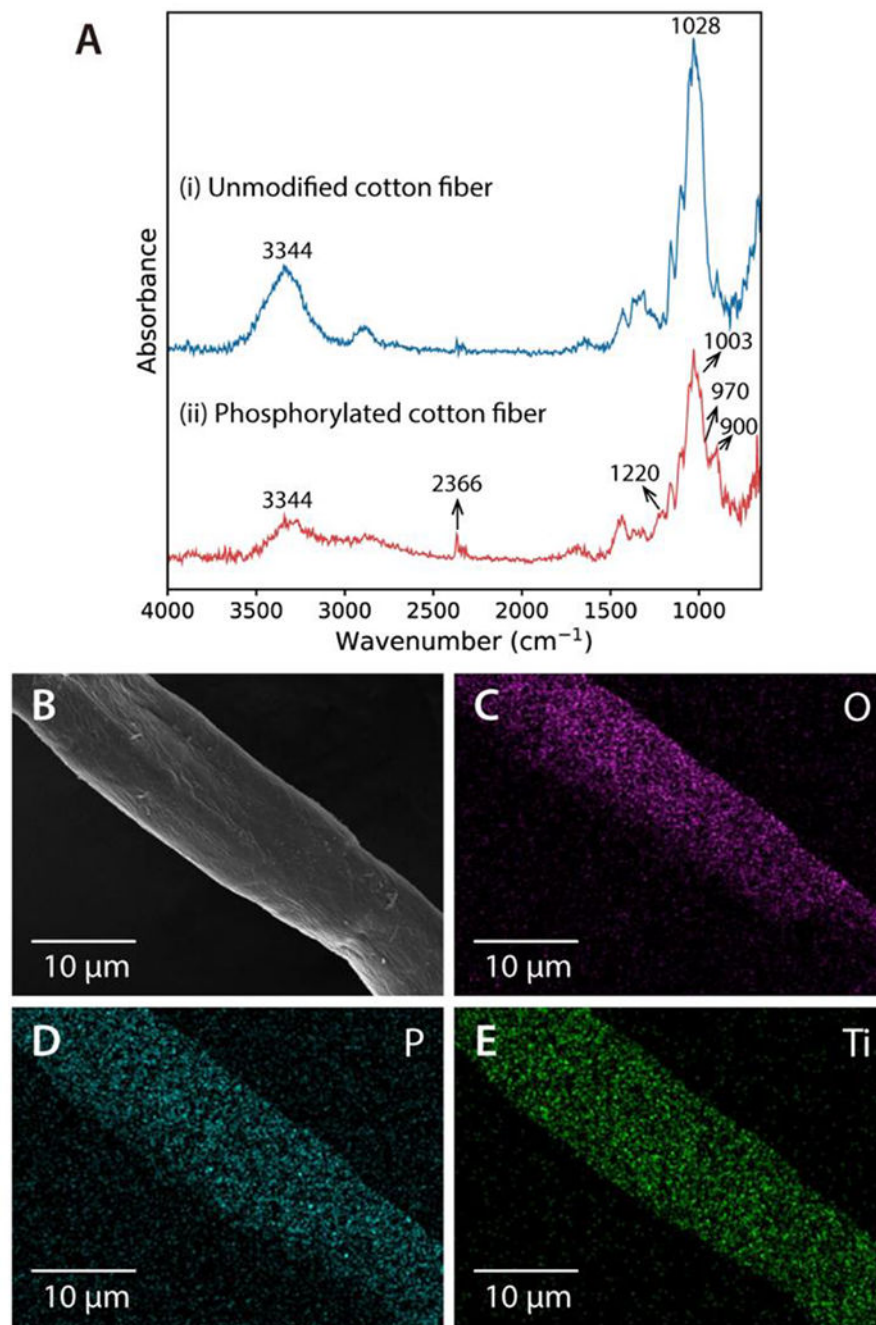 A
1028
(i) Unmodified cotton fiber
3344
Absorbance
1003
(ii) Phosphorylated cotton fiber
970
900
1220
2366
3344
4000 3500 3000 2500 2000 1500 1000
Wavenumber (cm⁻¹)
B
10 μm
C O
10 μm
D P
10 μm
E Ti
10 μm